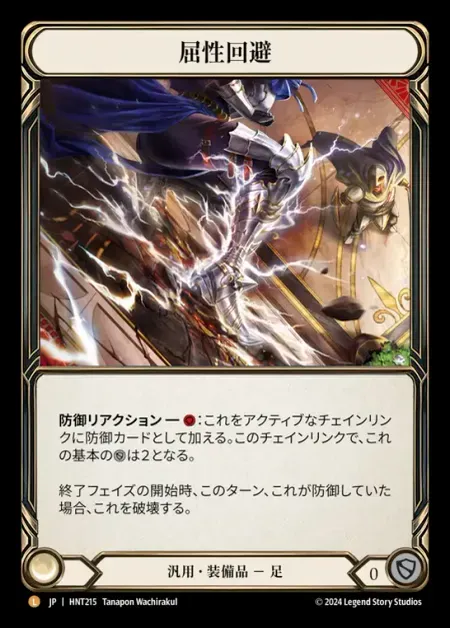 屈性回避
防御リアクション ー :これをアクティブなチェインリン
クに防御カードとして加える。このチェインリンクで、これ
の基本のは2となる。
終了フェイズの開始時、このターン、これが防御していた
場合、これを破壊する。
汎用・装備品 ー 足
0
L JP | HNT215 Tanapon Wachirakul
© 2024 Legend Story Studios